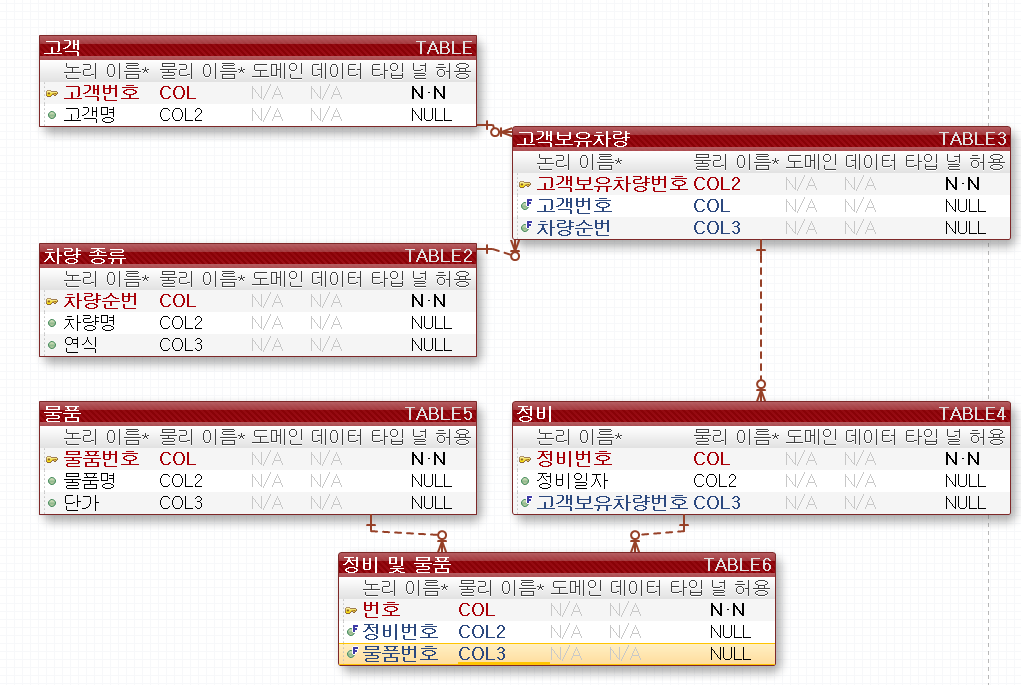 고객 TABLE
논리 이름* 물리 이름* 도메인 데이터 타입 널 허용
고객번호 COL N/A N/A N·N
고객명 COL2 N/A N/A NULL
고객보유차량 TABLE3
논리 이름* 물리 이름* 도메인 데이터 타입 널 허용
고객보유차량번호 COL2 N/A N/A N·N
F 고객번호 COL N/A N/A NULL
F 차량순번 COL3 N/A N/A NULL
차량 종류 TABLE2
논리 이름* 물리 이름* 도메인 데이터 타입 널 허용
차량순번 COL N/A N/A N·N
차량명 COL2 N/A N/A NULL
연식 COL3 N/A N/A NULL
물품 TABLE5
논리 이름* 물리 이름* 도메인 데이터 타입 널 허용
물품번호 COL N/A N/A N·N
물품명 COL2 N/A N/A NULL
단가 COL3 N/A N/A NULL
정비 TABLE4
논리 이름* 물리 이름* 도메인 데이터 타입 널 허용
정비번호 COL N/A N/A N·N
정비일자 COL2 N/A N/A NULL
F 고객보유차량번호 COL3 N/A N/A NULL
정비 및 물품 TABLE6
논리 이름* 물리 이름* 도메인 데이터 타입 널 허용
번호 COL N/A N/A N·N
F 정비번호 COL2 N/A N/A NULL
F 물품번호 COL3 N/A N/A NULL